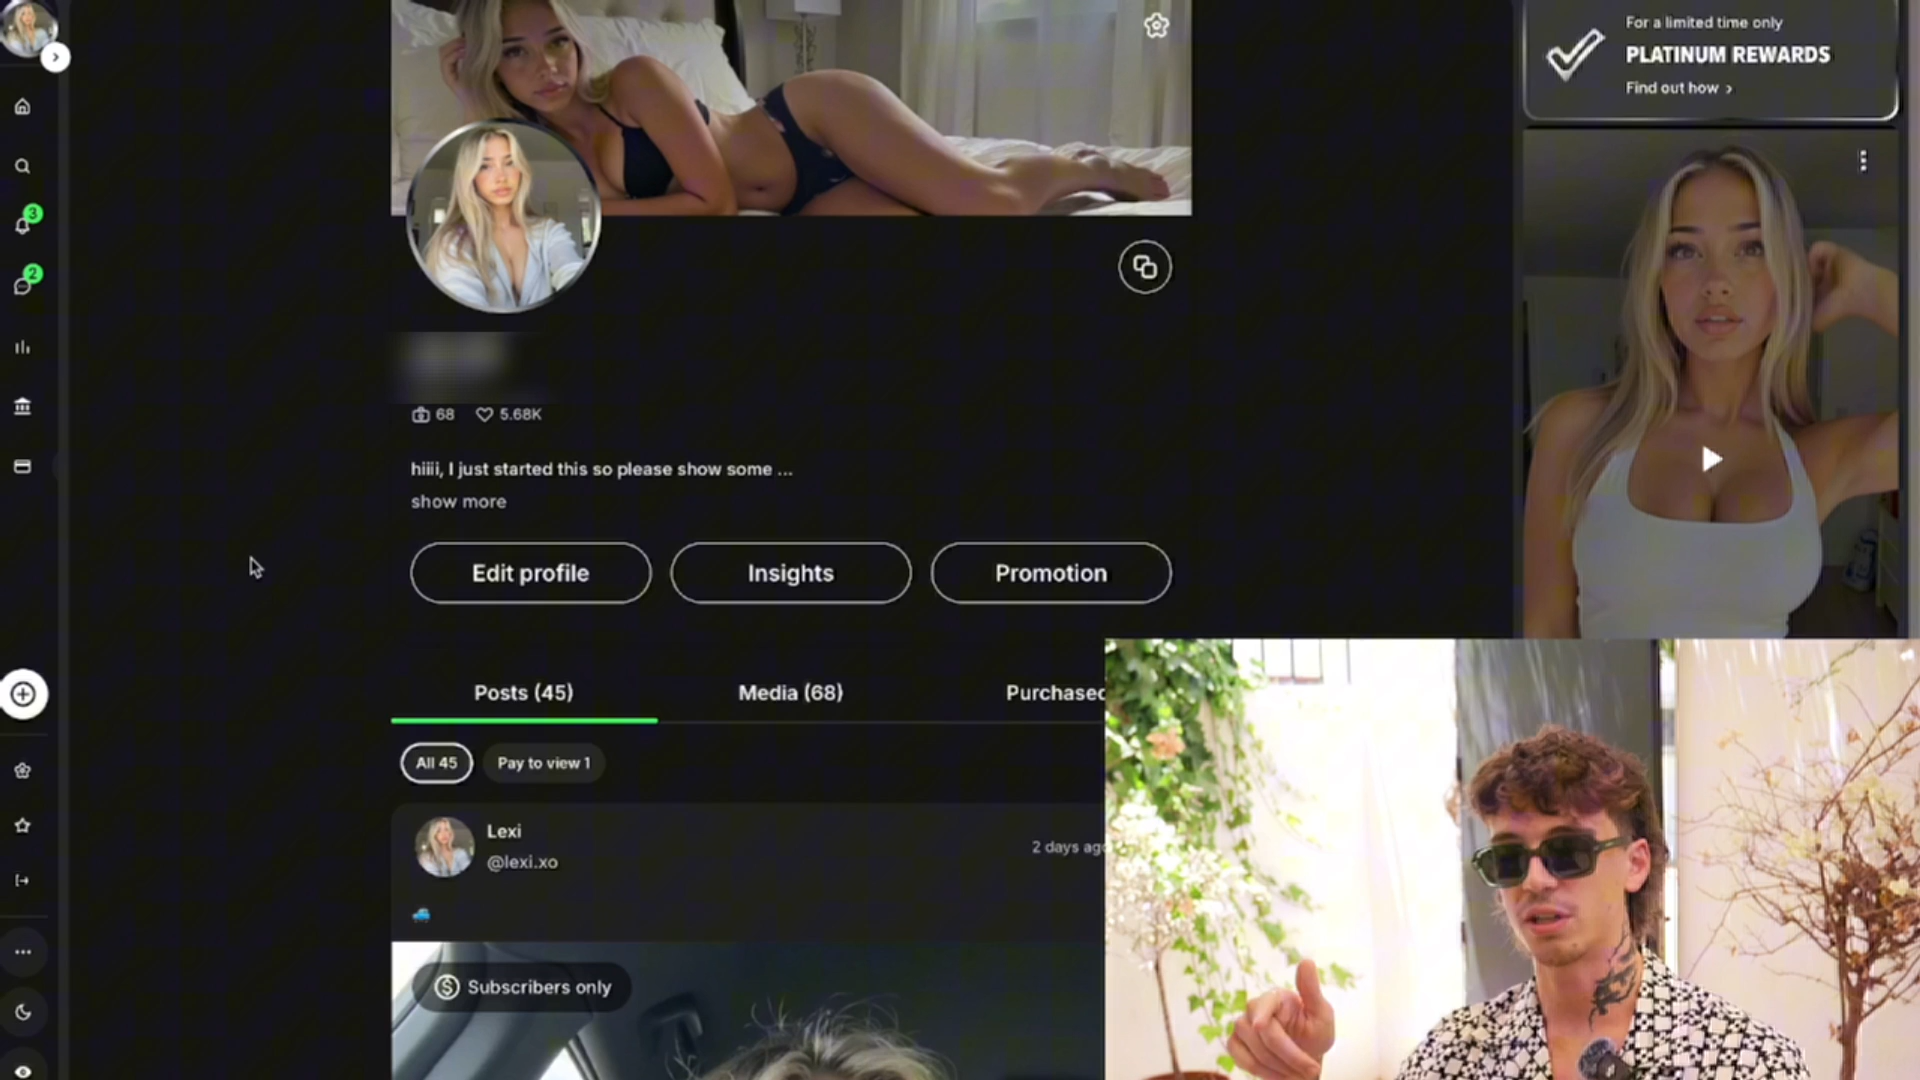 For a limited time only
PLATINUM REWARDS
Find out how ›
3
2
68 5.68K
hiiii, I just started this so please show some ...
show more
Edit profile Insights Promotion
Posts (45) Media (68) Purchased
All 45 Pay to view 1
Lexi
@lexi.xo
2 days ago
Subscribers only